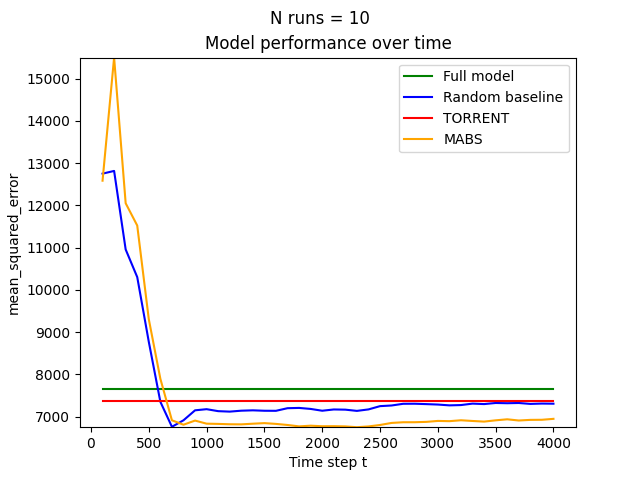 N runs = 10
Model performance over time
Full model
Random baseline
TORRENT
MABS
mean_squared_error
15000
14000
13000
12000
11000
10000
9000
8000
7000
0 500 1000 1500 2000 2500 3000 3500 4000
Time step t